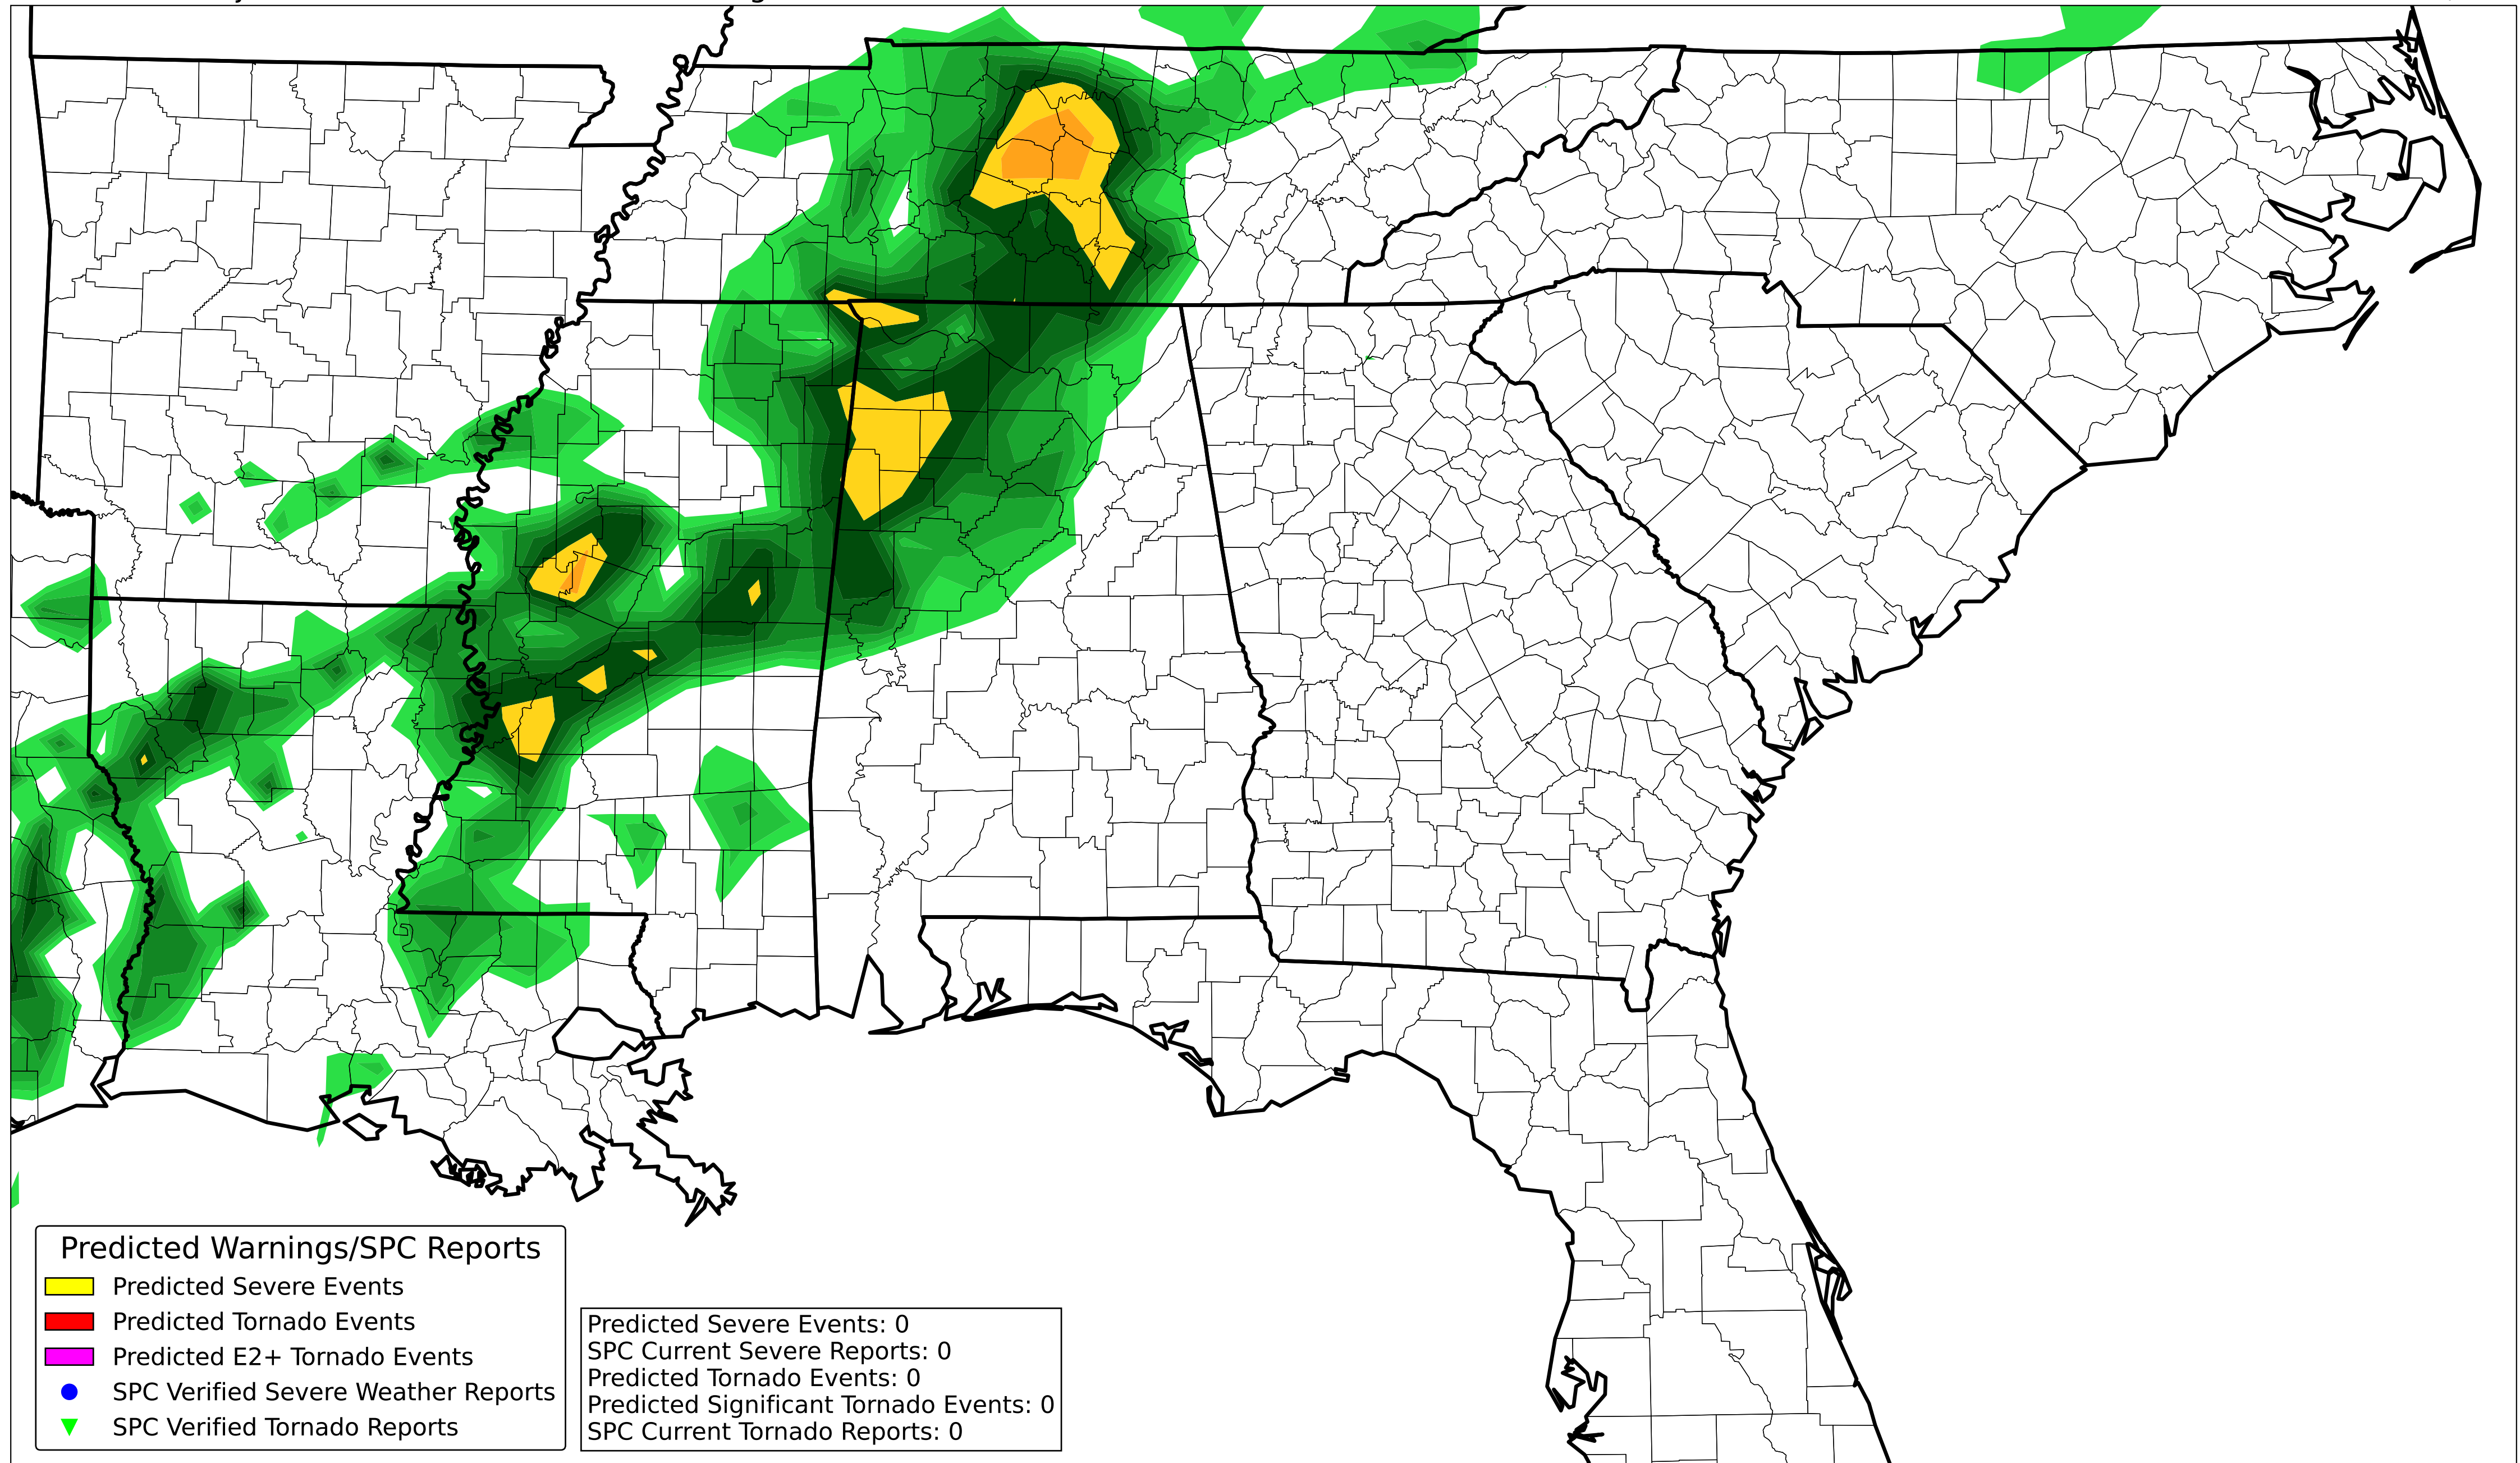 Predicted Warnings/SPC Reports
Predicted Severe Events
Predicted Tornado Events
Predicted E2+ Tornado Events
SPC Verified Severe Weather Reports
SPC Verified Tornado Reports
Predicted Severe Events: 0
SPC Current Severe Reports: 0
Predicted Tornado Events: 0
Predicted Significant Tornado Events: 0
SPC Current Tornado Reports: 0